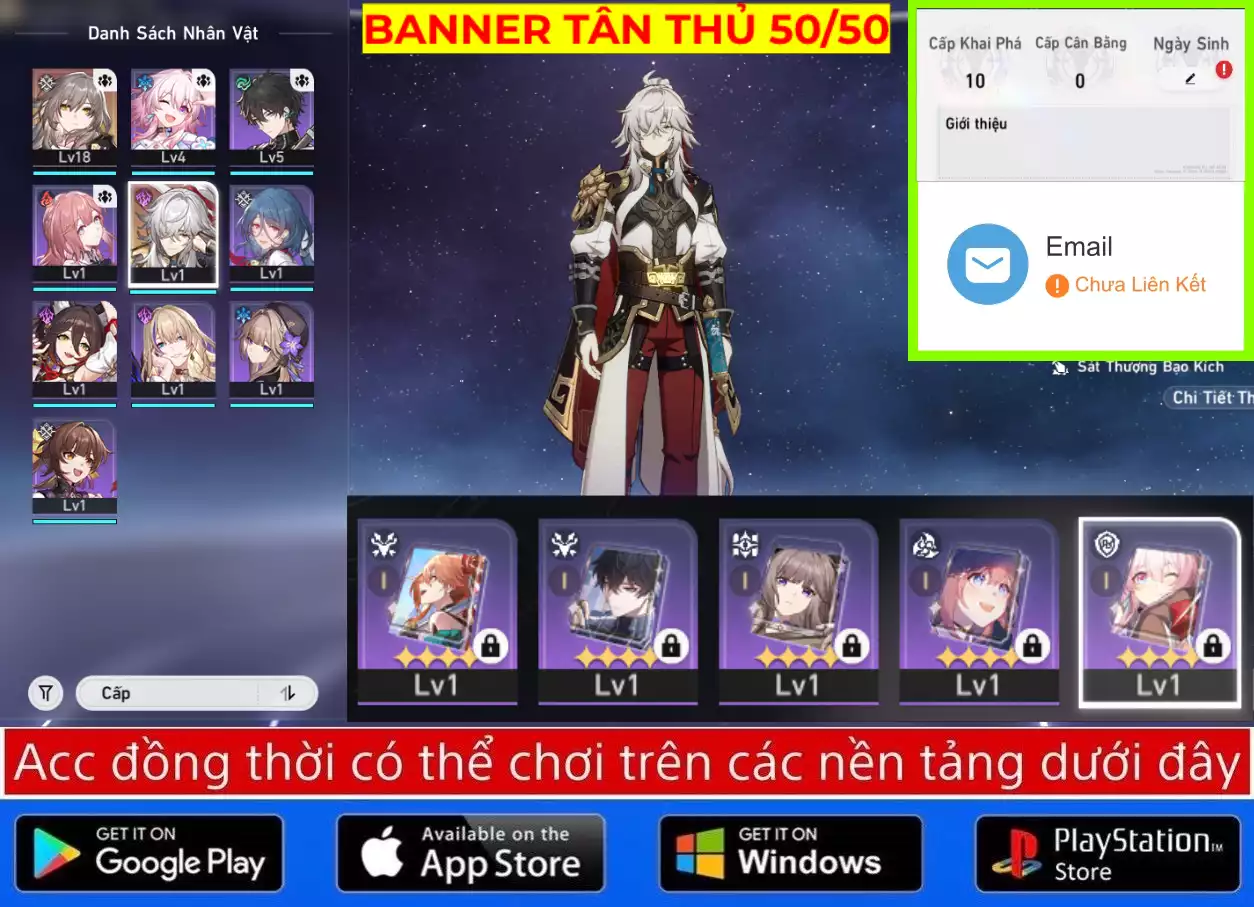 Danh Sách Nhân Vật
BANNER TÂN THỦ 50/50
Cấp Khai Phá
Cấp Cân Bằng
Ngày Sinh
10
0
Giới thiệu
Email
Chưa Liên Kết
Sát Thương Bạo Kích
Chi Tiết Th
Lv18
Lv4
Lv5
Lv1
Lv1
Lv1
Lv1
Lv1
Lv1
Lv1
Cấp
Lv1
Lv1
Lv1
Lv1
Lv1
Acc đồng thời có thể chơi trên các nền tảng dưới đây
GET IT ON
Google Play
Available on the
App Store
GET IT ON
Windows
PlayStation™
Store